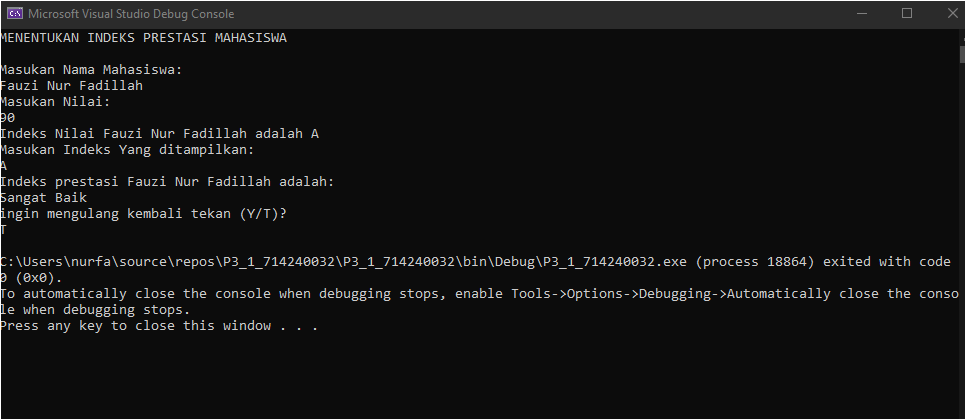 Microsoft Visual Studio Debug Console
MENENTUKAN INDEKS PRESTASI MAHASISWA
Masukan Nama Mahasiswa:
Fauzi Nur Fadillah
Masukan Nilai:
90
Indeks Nilai Fauzi Nur Fadillah adalah A
Masukan Indeks Yang ditampilkan:
A
Indeks prestasi Fauzi Nur Fadillah adalah:
Sangat Baik
ingin mengulang kembali tekan (Y/T)?
T
C:\Users\nurfa\source\repos\P3_1_714240032\P3_1_714240032\bin\Debug\P3_1_714240032.exe (process 18864) exited with code
0 (0x0).
To automatically close the console when debugging stops, enable Tools->Options->Debugging->Automatically close the conso
le when debugging stops.
Press any key to close this window . . .